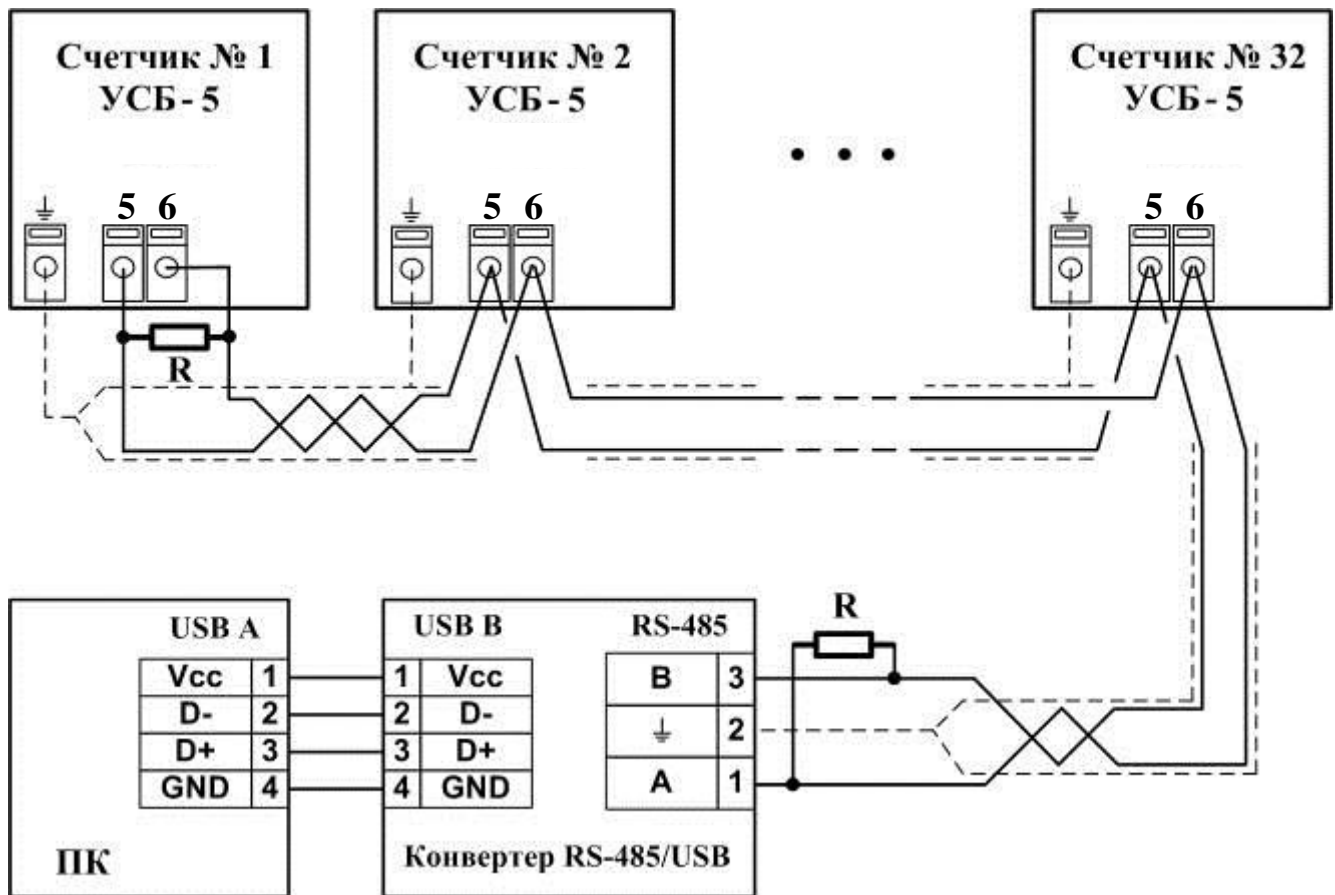 Счетчик № 1
УСБ - 5
5 6
R
Счетчик № 2
УСБ - 5
5 6
• • •
Счетчик № 32
УСБ - 5
5 6
USB A
Vcc 1
D- 2
D+ 3
GND 4
ПК
USB B
1 Vcc
2 D-
3 D+
4 GND
RS-485
B 3
2
A 1
Конвертер RS-485/USB
R